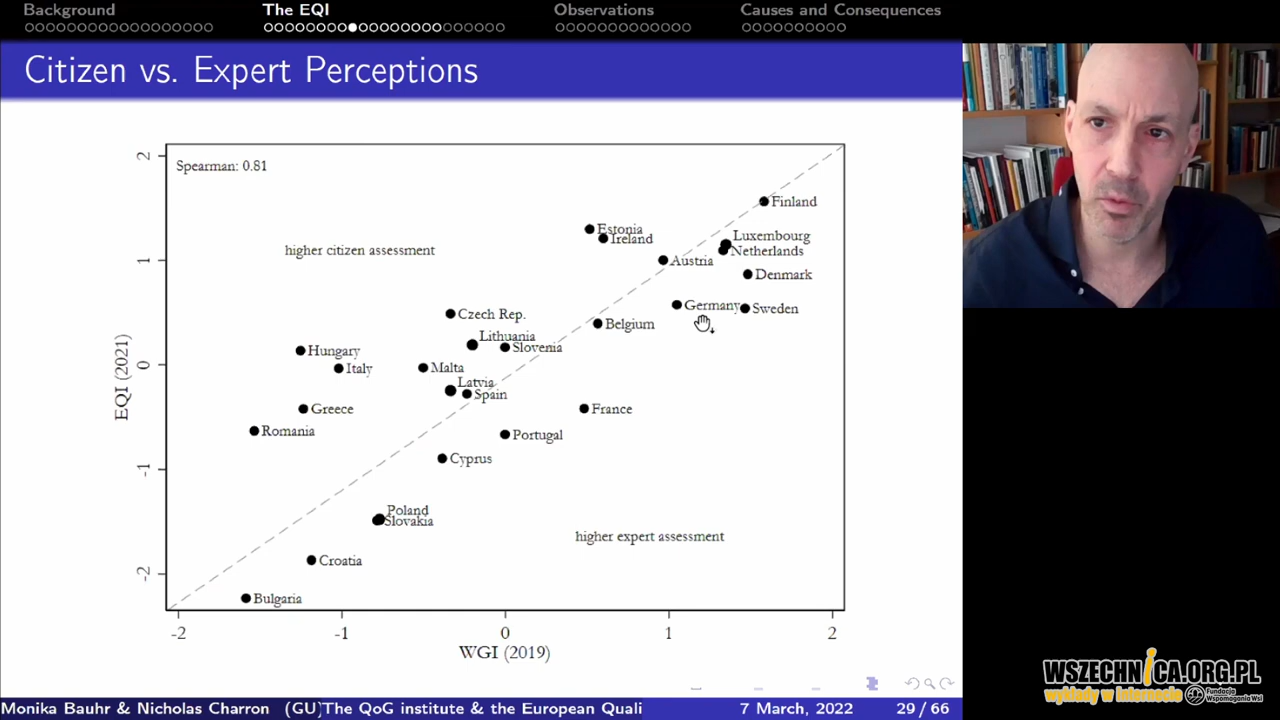 Background The EQI Observations Causes and Consequences
Citizen vs. Expert Perceptions
Spearman: 0.81
higher citizen assessment
Finland
Estonia
Ireland
Luxembourg
Netherlands
Austria
Denmark
Germany
Sweden
Czech Rep.
Belgium
Lithuania
Slovenia
Hungary
Italy
Malta
Latvia
Spain
Greece
France
Romania
Portugal
Cyprus
Poland
Slovakia
higher expert assessment
Croatia
Bulgaria
EQI (2021)
2
1
0
-1
-2
-2 -1 0 1 2
WGI (2019)
Monika Bauhr & Nicholas Charron (GU) The QoG institute & the European Quali 7 March, 2022 29 / 66
WSZECHNICA.ORG.PL
wykłady w internecie
Fundacja
Wspomagania Wsi